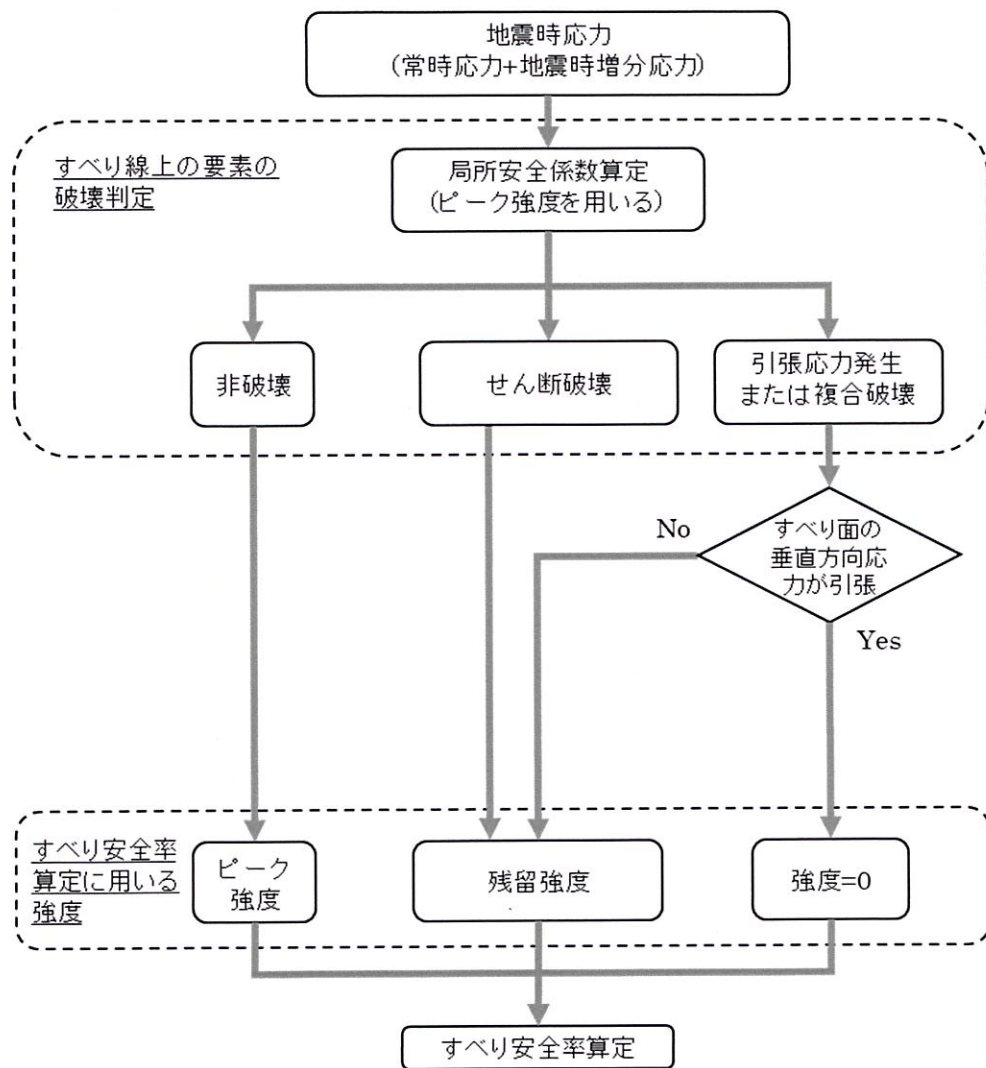 地震時応力
(常時応力+地震時増分応力)
すべり線上の要素の
破壊判定
局所安全係数算定
(ピーク強度を用いる)
非破壊
せん断破壊
引張応力発生
または複合破壊
No
すべり面の
垂直方向応
力が引張
Yes
すべり安全率
算定に用いる
強度
ピーク
強度
残留強度
強度=0
すべり安全率算定